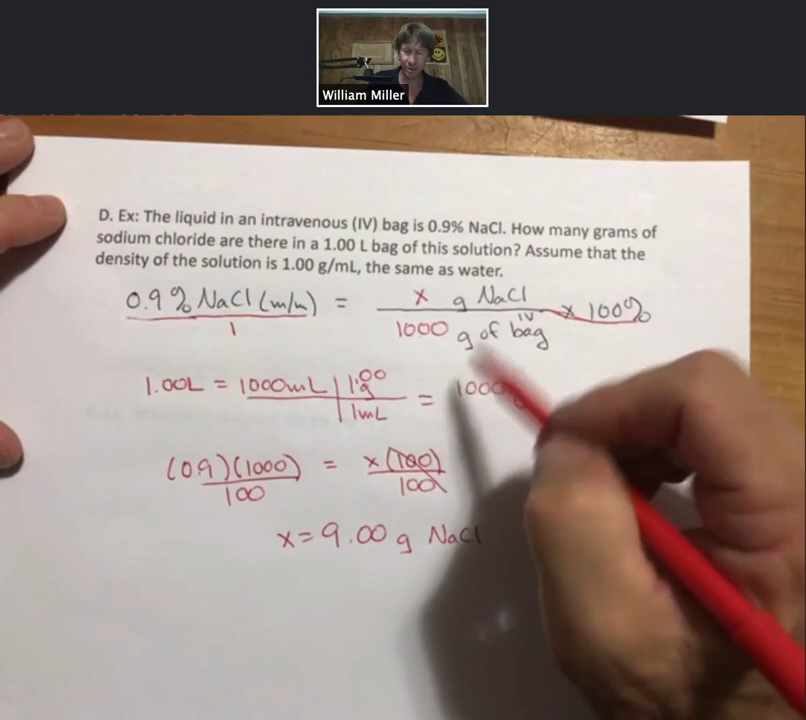 William Miller
D. Ex: The liquid in an intravenous (IV) bag is 0.9% NaCl. How many grams of
sodium chloride are there in a 1.00 L bag of this solution? Assume that the
density of the solution is 1.00 g/mL, the same as water.
0.9% NaCl (m/m) = x g NaCl x 100%
1 1000 g of IV bag
1.00L = 1000mL | 1.00 g = 1000
1mL
(0.9)(1000) = x (100)
100 100
x = 9.00 g NaCl